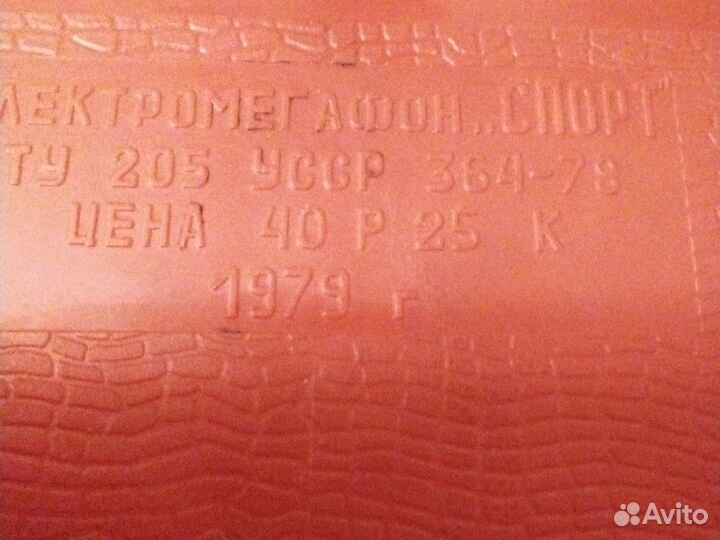 ЛЕКТРОМЕГАФОН „СПОРТ"
ТУ 205 УССР 364-78
ЦЕНА 40 Р 25 К
1979 г
Avito